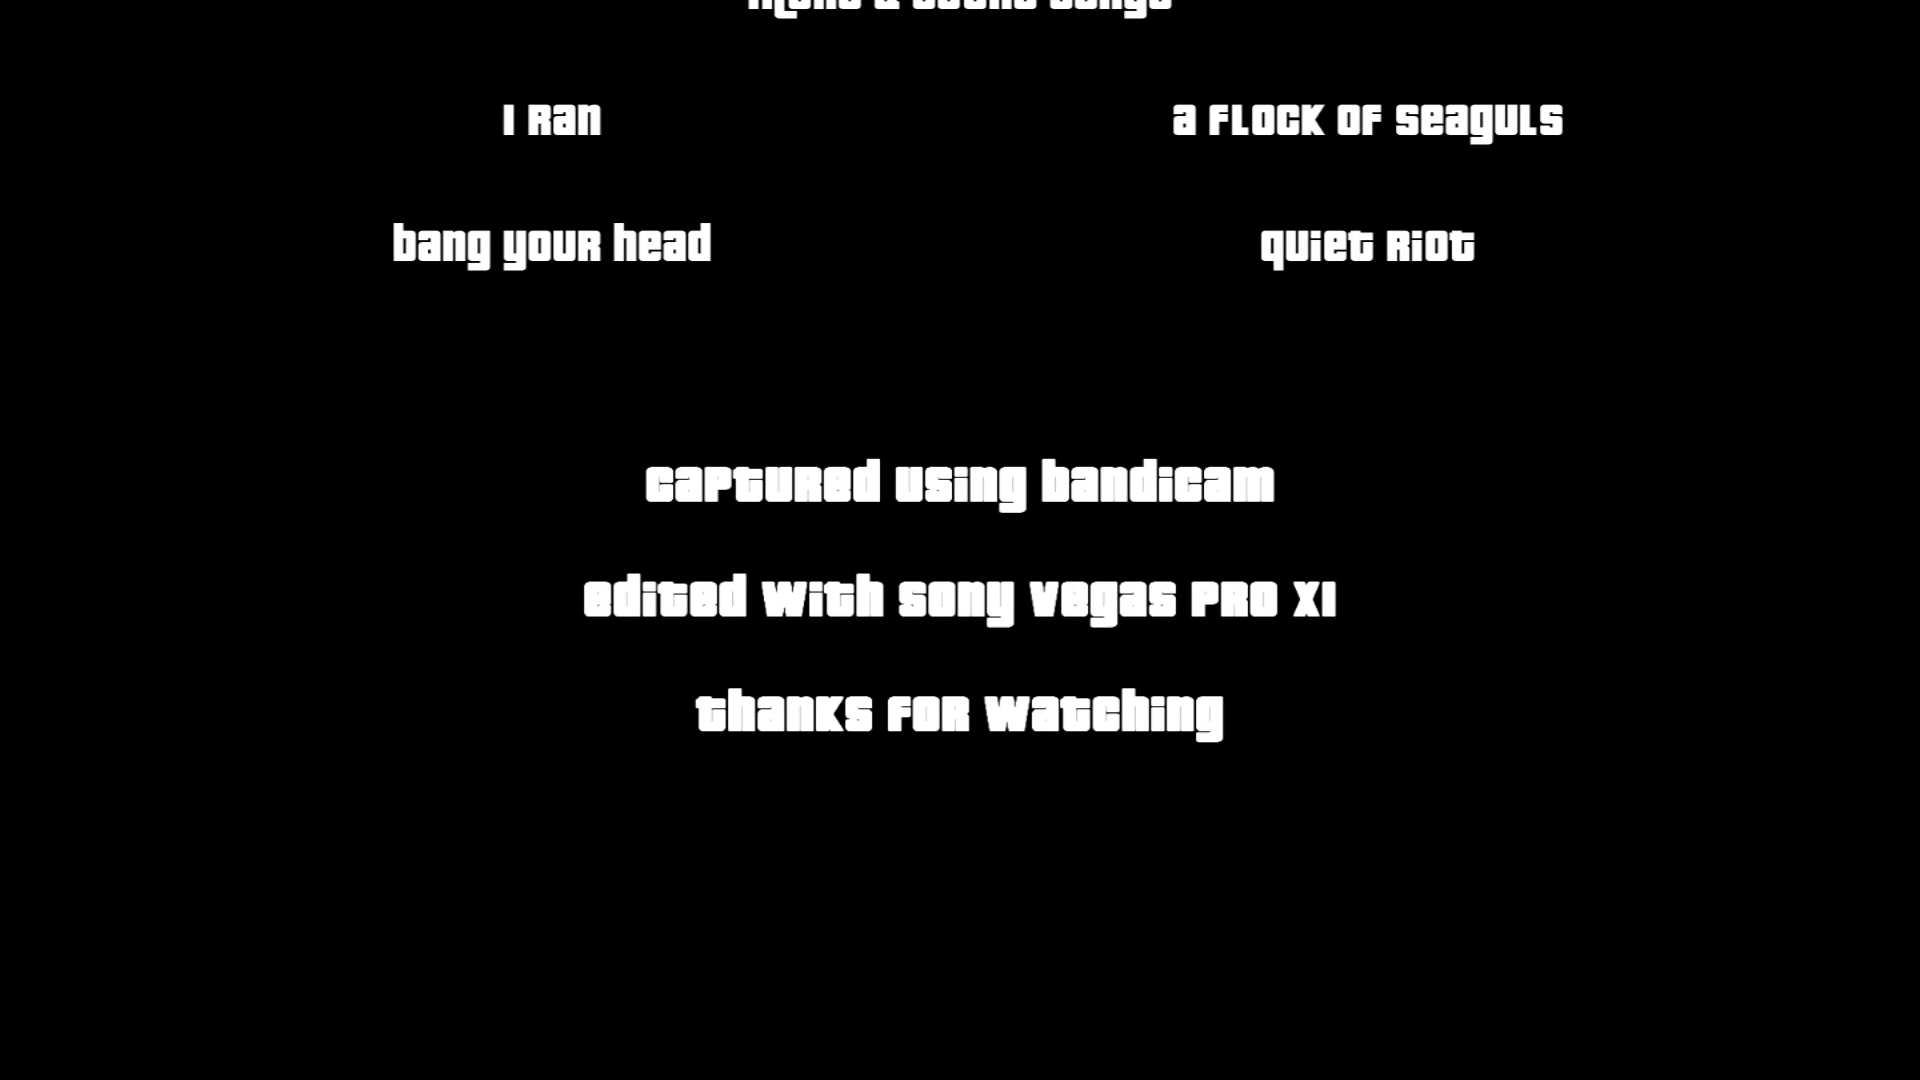 I Ran
A Flock of Seaguls
Bang Your Head
Quiet Riot
Captured using Bandicam
Edited with Sony Vegas Pro XI
Thanks for watching